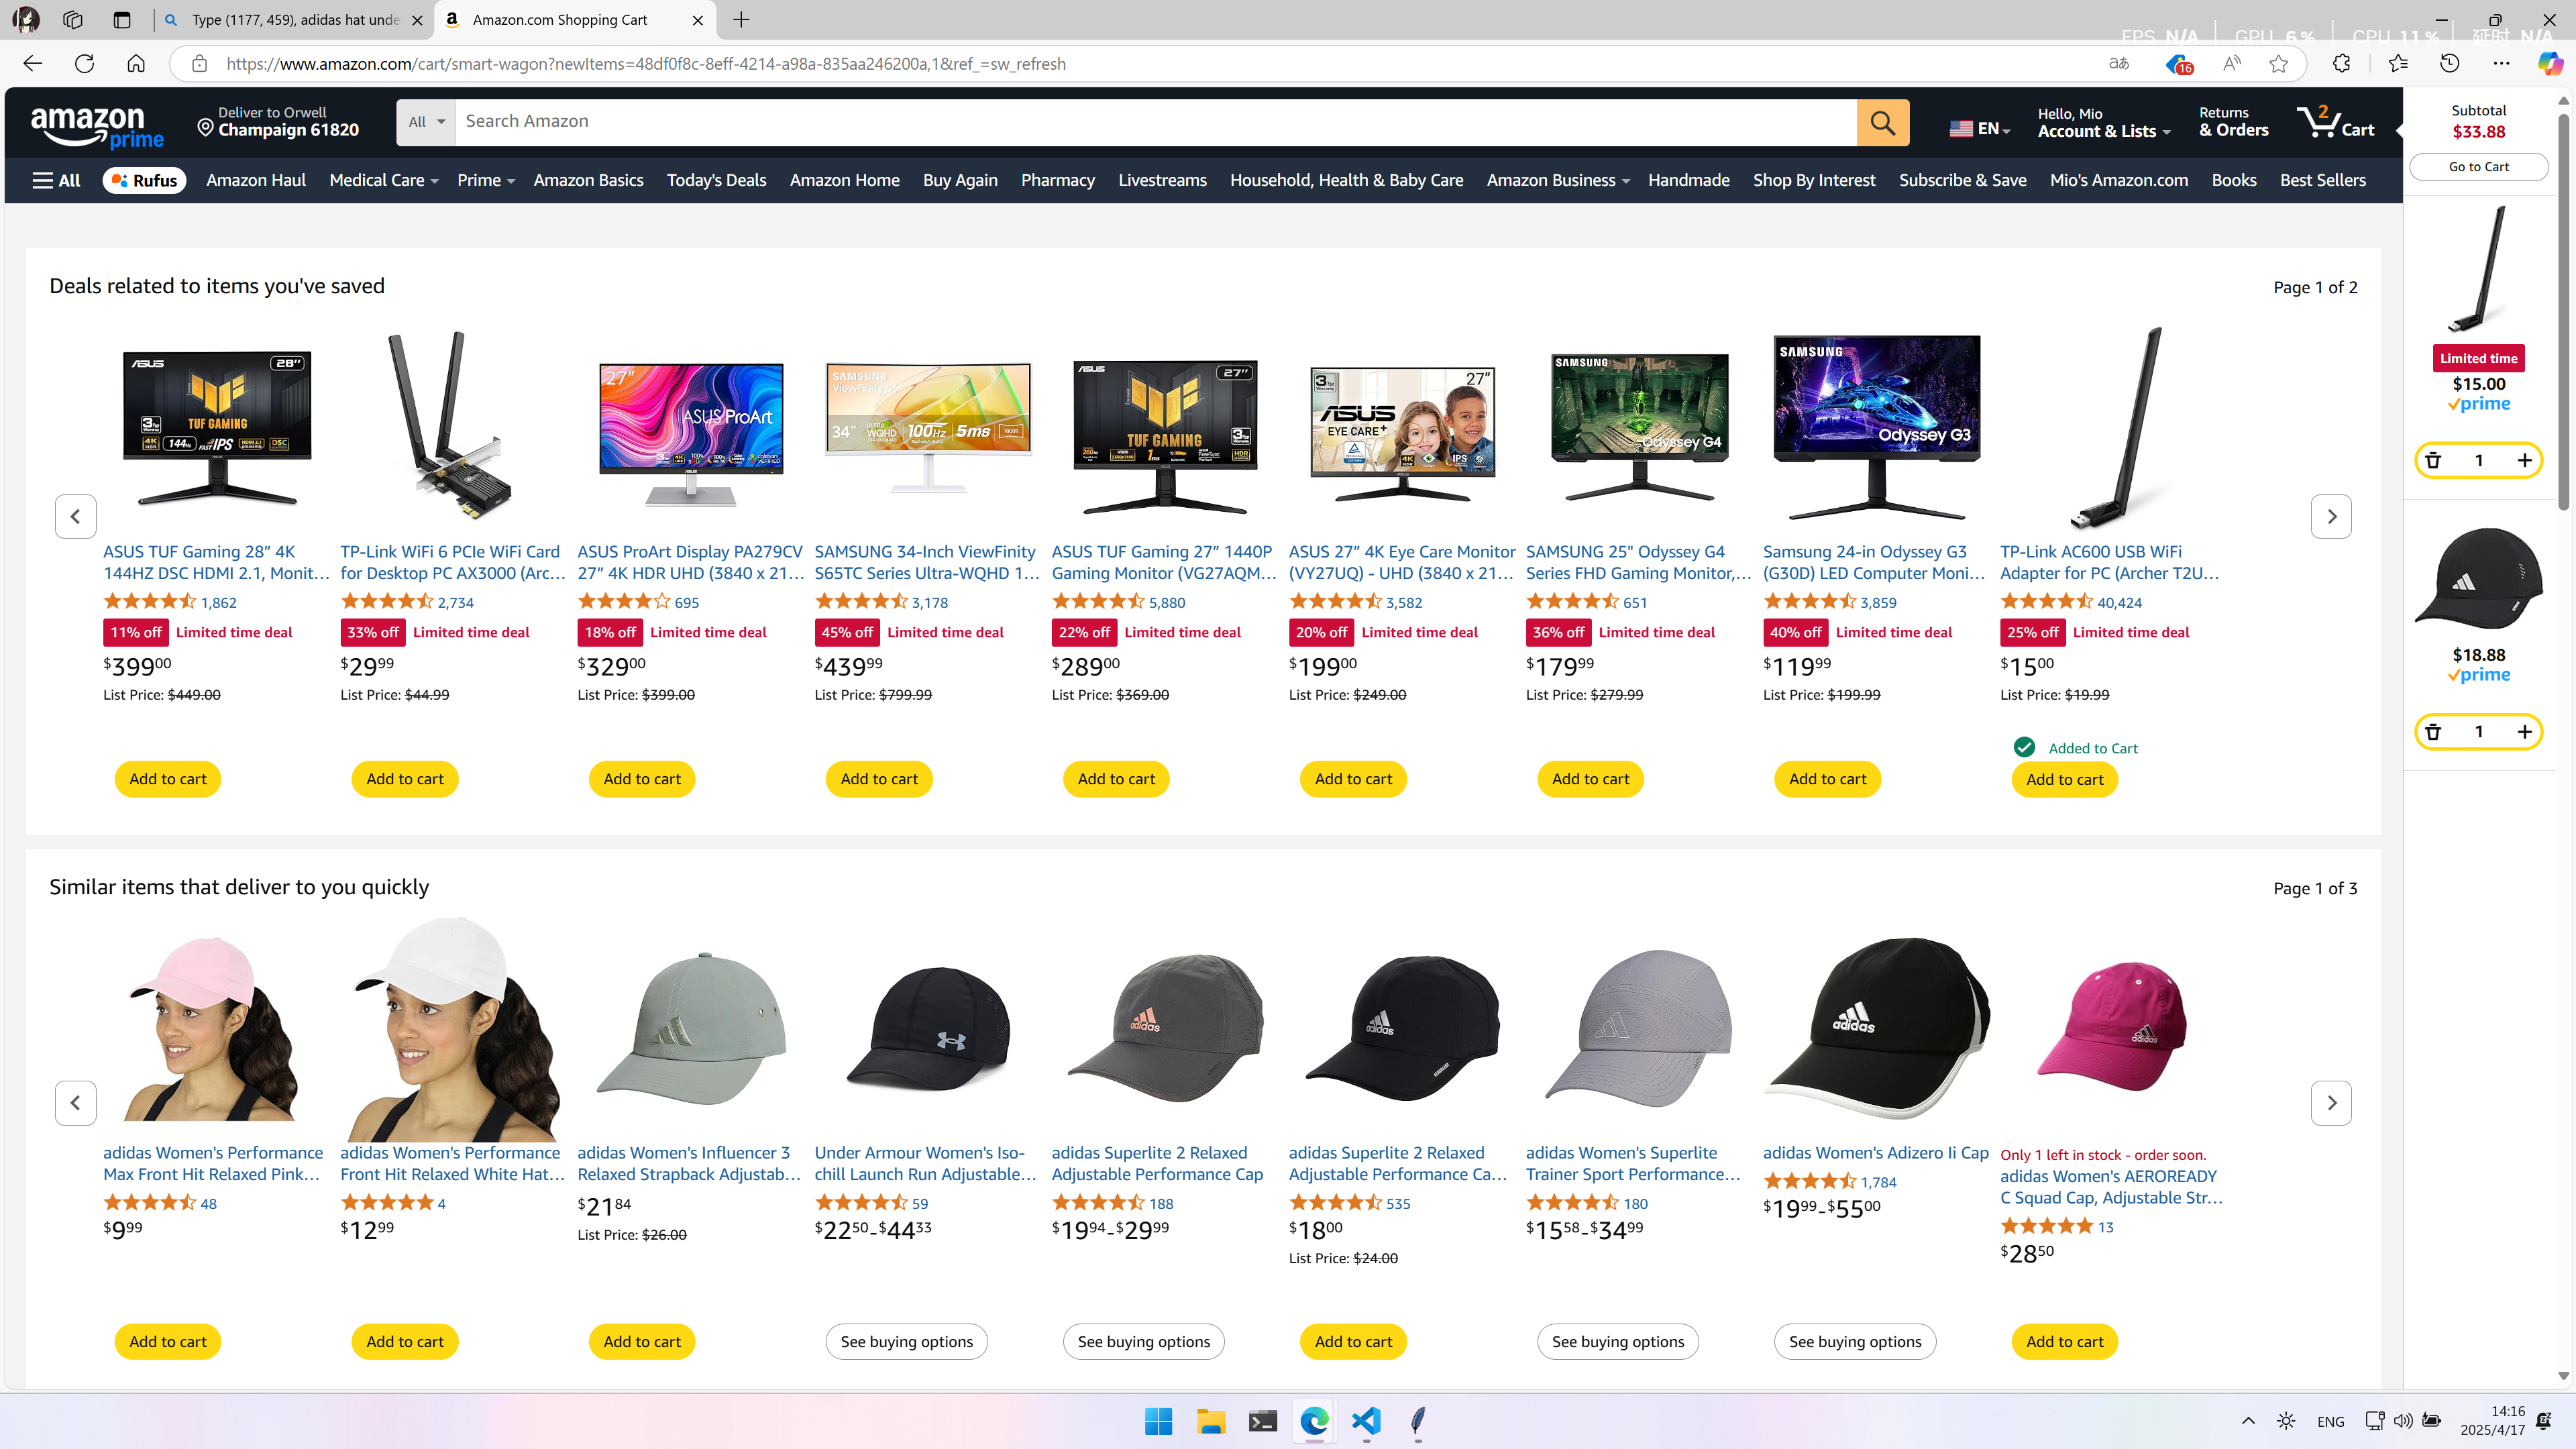 Type (1177, 459), adidas hat unde
Amazon.com Shopping Cart
FPS N/A GPU 6% CPU 11% 延时 N/A
https://www.amazon.com/cart/smart-wagon?newItems=48df0f8c-8eff-4214-a98a-835aa246200a,1&ref_=sw_refresh
16
amazon prime
Deliver to Orwell
Champaign 61820
All
Search Amazon
EN
Hello, Mio
Account & Lists
Returns
& Orders
2
Cart
Subtotal
$33.88
Go to Cart
All Rufus Amazon Haul Medical Care Prime Amazon Basics Today's Deals Amazon Home Buy Again Pharmacy Livestreams Household, Health & Baby Care Amazon Business Handmade Shop By Interest Subscribe & Save Mio's Amazon.com Books Best Sellers
Deals related to items you've saved
Page 1 of 2
ASUS TUF Gaming 28” 4K
144HZ DSC HDMI 2.1, Monit…
1,862
11% off Limited time deal
$399.00
List Price: $449.00
Add to cart
TP-Link WiFi 6 PCIe WiFi Card
for Desktop PC AX3000 (Arc…
2,734
33% off Limited time deal
$29.99
List Price: $44.99
Add to cart
ASUS ProArt Display PA279CV
27” 4K HDR UHD (3840 x 21…
695
18% off Limited time deal
$329.00
List Price: $399.00
Add to cart
SAMSUNG 34-Inch ViewFinity
S65TC Series Ultra-WQHD 1…
3,178
45% off Limited time deal
$439.99
List Price: $799.99
Add to cart
ASUS TUF Gaming 27” 1440P
Gaming Monitor (VG27AQM…
5,880
22% off Limited time deal
$289.00
List Price: $369.00
Add to cart
ASUS 27” 4K Eye Care Monitor
(VY27UQ) - UHD (3840 x 21…
3,582
20% off Limited time deal
$199.00
List Price: $249.00
Add to cart
SAMSUNG 25" Odyssey G4
Series FHD Gaming Monitor,…
651
36% off Limited time deal
$179.99
List Price: $279.99
Add to cart
Samsung 24-in Odyssey G3
(G30D) LED Computer Moni…
3,859
40% off Limited time deal
$119.99
List Price: $199.99
Add to cart
TP-Link AC600 USB WiFi
Adapter for PC (Archer T2U…
40,424
25% off Limited time deal
$15.00
List Price: $19.99
Added to Cart
Add to cart
Limited time
$15.00
prime
1
$18.88
prime
1
Similar items that deliver to you quickly
Page 1 of 3
adidas Women's Performance
Max Front Hit Relaxed Pink…
48
$9.99
Add to cart
adidas Women's Performance
Front Hit Relaxed White Hat…
4
$12.99
Add to cart
adidas Women's Influencer 3
Relaxed Strapback Adjustab…
$21.84
List Price: $26.00
Add to cart
Under Armour Women's Iso-
chill Launch Run Adjustable…
59
$22.50-$44.33
See buying options
adidas Superlite 2 Relaxed
Adjustable Performance Cap
188
$19.94-$29.99
See buying options
adidas Superlite 2 Relaxed
Adjustable Performance Ca…
535
$18.00
List Price: $24.00
Add to cart
adidas Women's Superlite
Trainer Sport Performance…
180
$15.58-$34.99
See buying options
adidas Women's Adizero Ii Cap
1,784
$19.99-$55.00
See buying options
Only 1 left in stock - order soon.
adidas Women's AEROREADY
C Squad Cap, Adjustable Str…
13
$28.50
Add to cart
ENG
14:16
2025/4/17